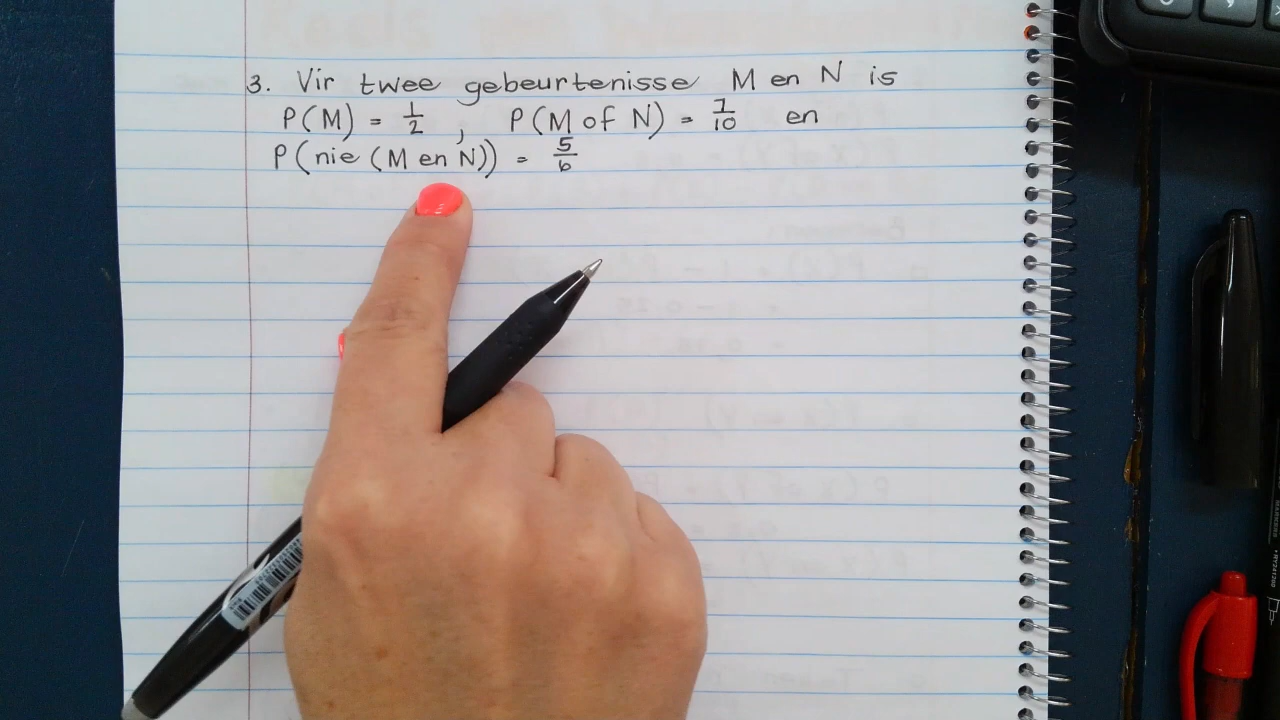 3. Vir twee gebeurtenisse M en N is
P(M) = 1/2 , P(M of N) = 7/10 en
P(nie (M en N)) = 5/6